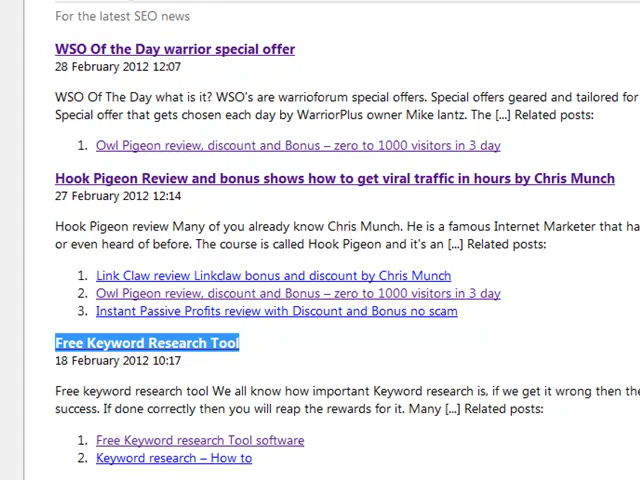 For the latest SEO news
WSO Of the Day warrior special offer
28 February 2012 12:07
WSO Of The Day what is it? WSO's are warrioforum special offers. Special offers geared and tailored for
Special offer that gets chosen each day by WarriorPlus owner Mike lantz. The [...] Related posts:
1. Owl Pigeon review, discount and Bonus – zero to 1000 visitors in 3 day
Hook Pigeon Review and bonus shows how to get viral traffic in hours by Chris Munch
27 February 2012 12:14
Hook Pigeon review Many of you already know Chris Munch. He is a famous Internet Marketer that ha
or even heard of before. The course is called Hook Pigeon and it's an [...] Related posts:
1. Link Claw review Linkclaw bonus and discount by Chris Munch
2. Owl Pigeon review, discount and Bonus – zero to 1000 visitors in 3 day
3. Instant Passive Profits review with Discount and Bonus no scam
Free Keyword Research Tool
18 February 2012 10:17
Free keyword research tool We all know how important Keyword research is, if we get it wrong then the
success. If done correctly then you will reap the rewards for it. Many [...] Related posts:
1. Free Keyword research Tool software
2. Keyword research – How to